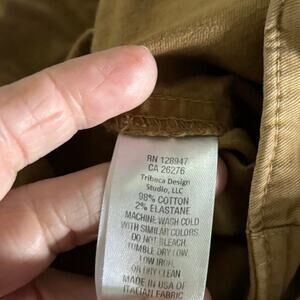 RN 128947
CA 26276
Tribeca Design
Studio, LLC
98% COTTON
2% ELASTANE
MACHINE WASH COLD
WITH SIMILAR COLORS
DO NOT BLEACH
TUMBLE DRY LOW
LOW IRON
OR DRY CLEAN
MADE IN USA OF
ITALIAN FABRIC